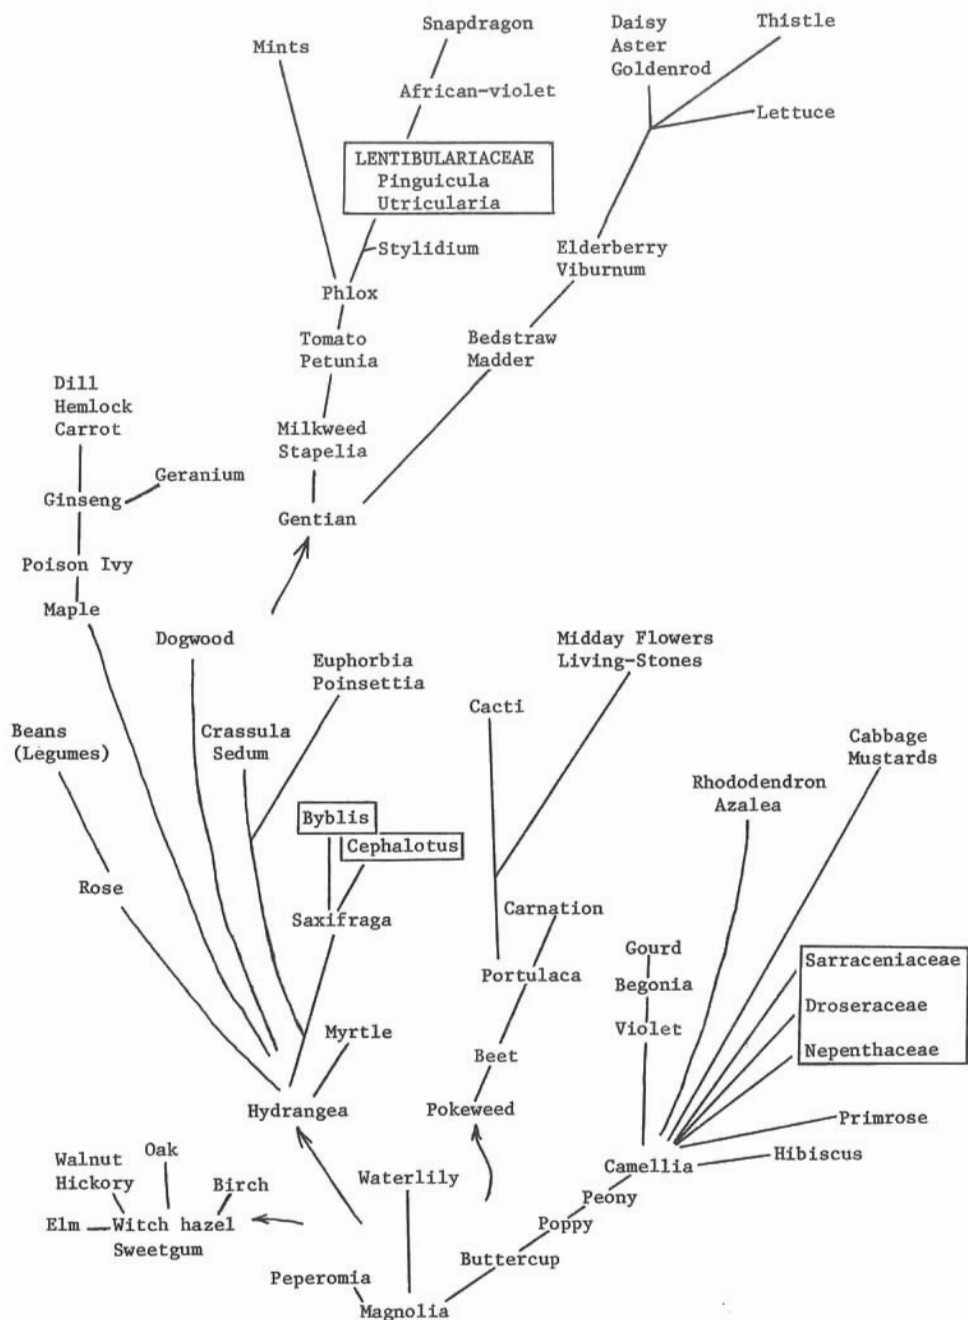 Snapdragon
Daisy
Aster
Goldenrod
Thistle
Mints
African-violet
Lettuce
LENTIBULARIACEAE
Pinguicula
Utricularia
Stylidium
Elderberry
Viburnum
Phlox
Tomato
Petunia
Bedstraw
Madder
Dill
Hemlock
Carrot
Milkweed
Stapelia
Geranium
Ginseng
Gentian
Poison Ivy
Maple
Dogwood
Midday Flowers
Living-Stones
Euphorbia
Poinsettia
Cacti
Beans
(Legumes)
Crassula
Sedum
Cabbage
Mustards
Rhododendron
Azalea
Byblis
Cephalotus
Rose
Saxifraga
Carnation
Gourd
Portulaca
Begonia
Sarraceniaceae
Droseraceae
Nepenthaceae
Violet
Myrtle
Beet
Hydrangea
Pokeweed
Primrose
Oak
Walnut
Hickory
Birch
Waterlily
Camellia
Hibiscus
Peony
Elm
Witch hazel
Sweetgum
Poppy
Buttercup
Peperomia
Magnolia